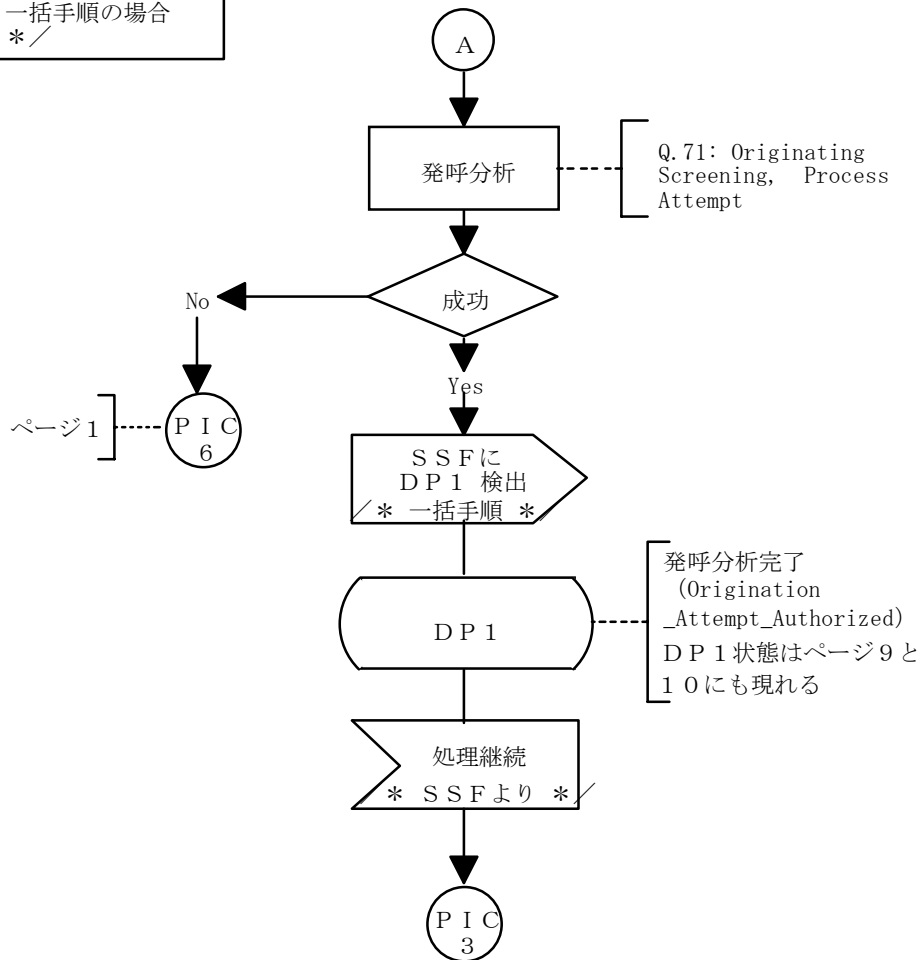 一括手順の場合
*／
A
発呼分析
Q.71: Originating
Screening, Process
Attempt
成功
No
Yes
ページ１
ＰＩＣ
６
ＳＳＦに
ＤＰ１ 検出
／* 一括手順 *／
ＤＰ１
発呼分析完了
(Origination
_Attempt_Authorized)
ＤＰ１状態はページ９と
１０にも現れる
処理継続
／* ＳＳＦより *／
ＰＩＣ
３